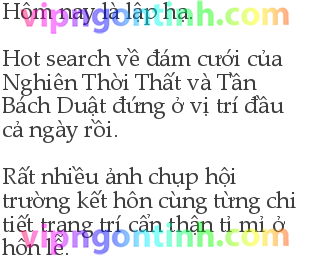 Hôm nay là lập hạ.
vipngontinh.com
Hot search về đám cưới của
Nghiên Thời Thất và Tần
Bách Duật đứng ở vị trí đầu
cả ngày rồi.
Rất nhiều ảnh chụp hội
trường kết hôn cùng từng chi
tiết trang trí cẩn thận tỉ mỉ ở
vipngontinh.com
hôn lễ.